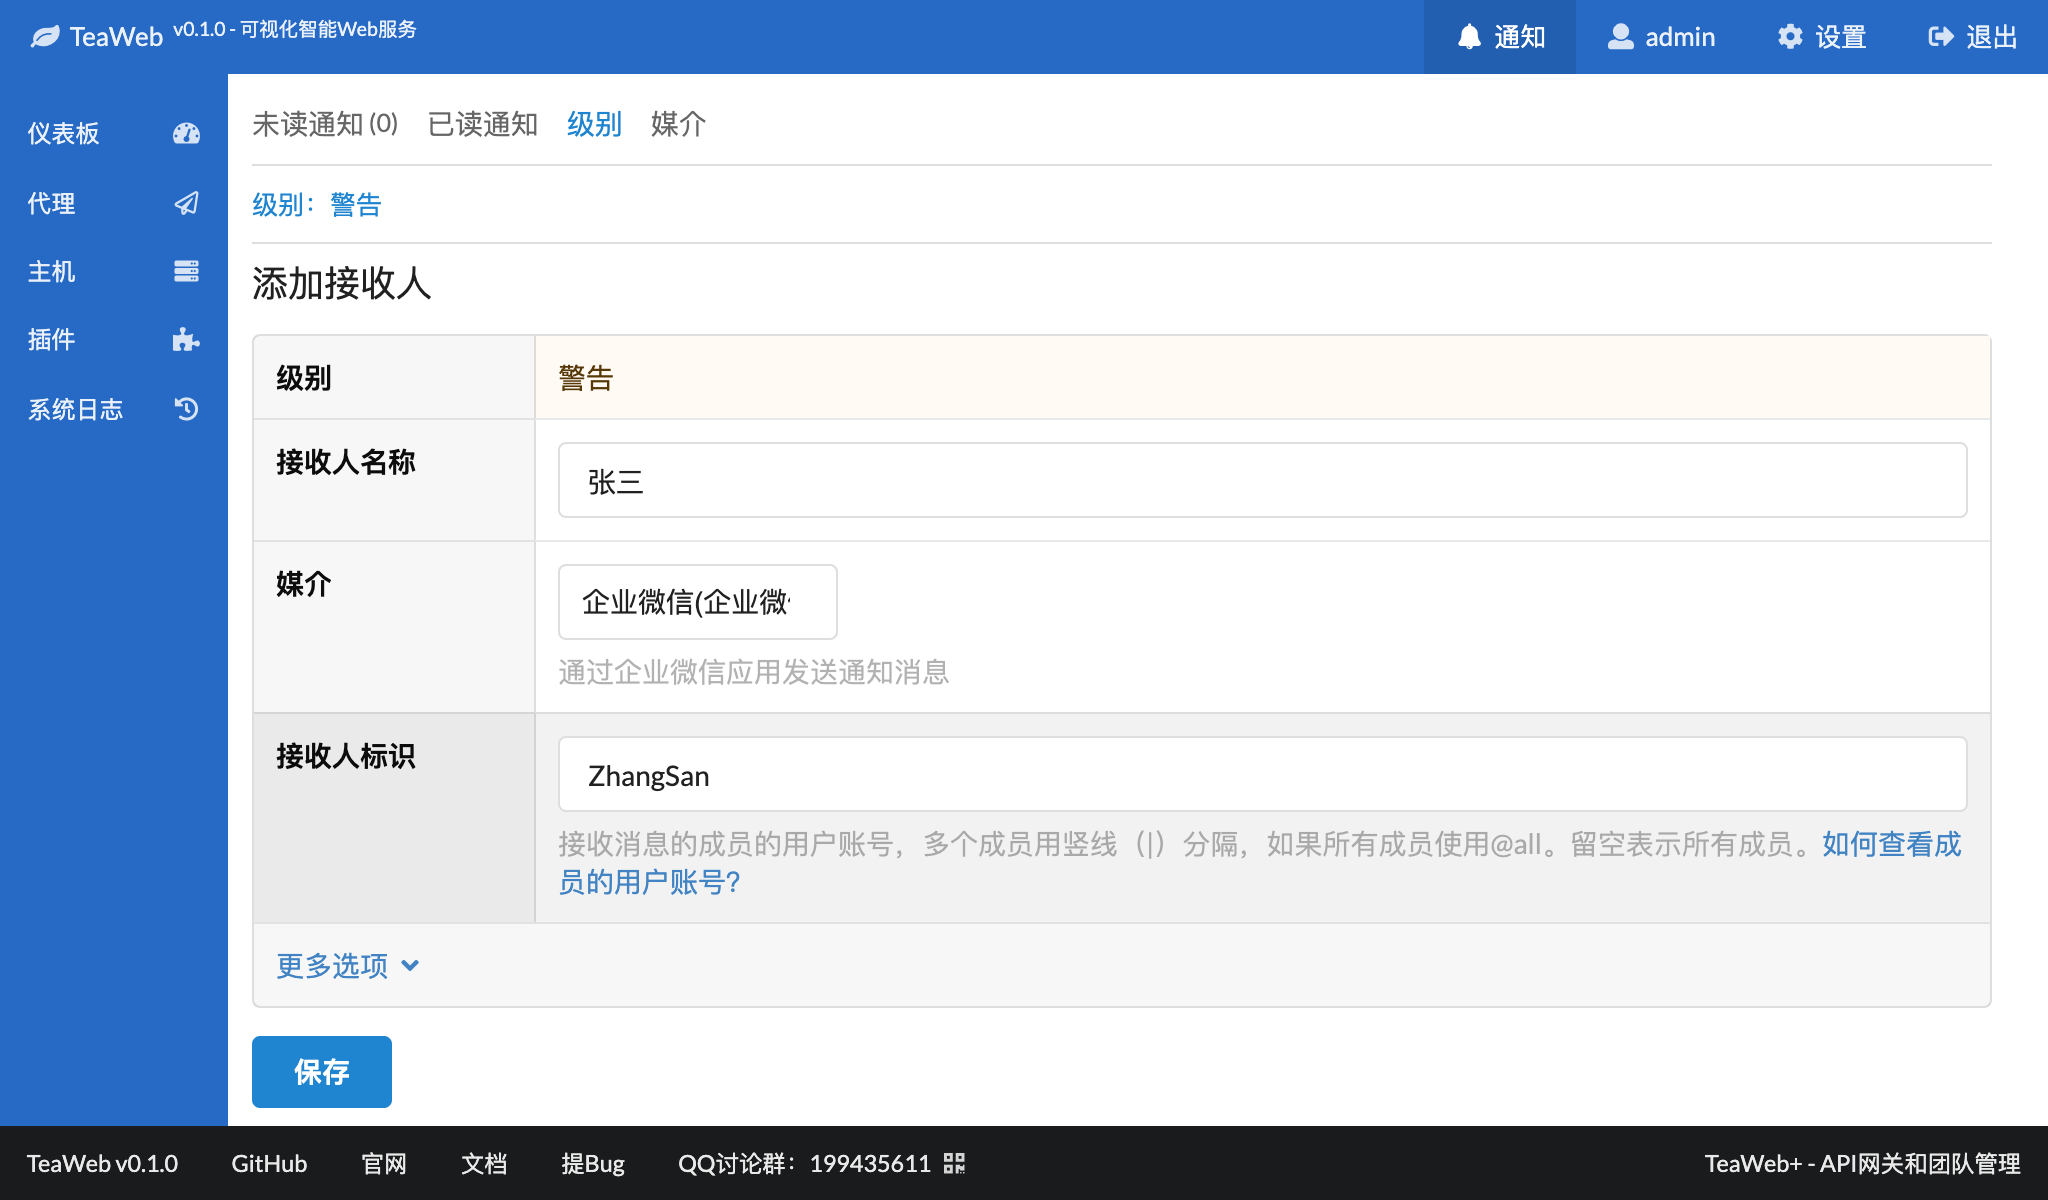 TeaWeb v0.1.0 - 可视化智能Web服务
通知
admin
设置
退出
仪表板
代理
主机
插件
系统日志
未读通知(0) 已读通知 级别 媒介
级别：警告
添加接收人
级别
警告
接收人名称
张三
媒介
企业微信(企业微
通过企业微信应用发送通知消息
接收人标识
ZhangSan
接收消息的成员的用户账号，多个成员用竖线（|）分隔，如果所有成员使用@all。留空表示所有成员。如何查看成
员的用户账号？
更多选项
保存
TeaWeb v0.1.0 GitHub 官网 文档 提Bug QQ讨论群：199435611
TeaWeb+ - API网关和团队管理